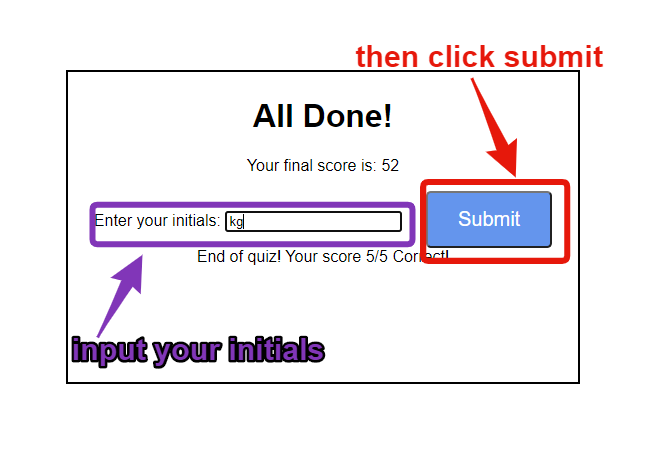 then click submit
All Done!
Your final score is: 52
Enter your initials: kg
Submit
End of quiz! Your score 5/5 Correct!
input your initials